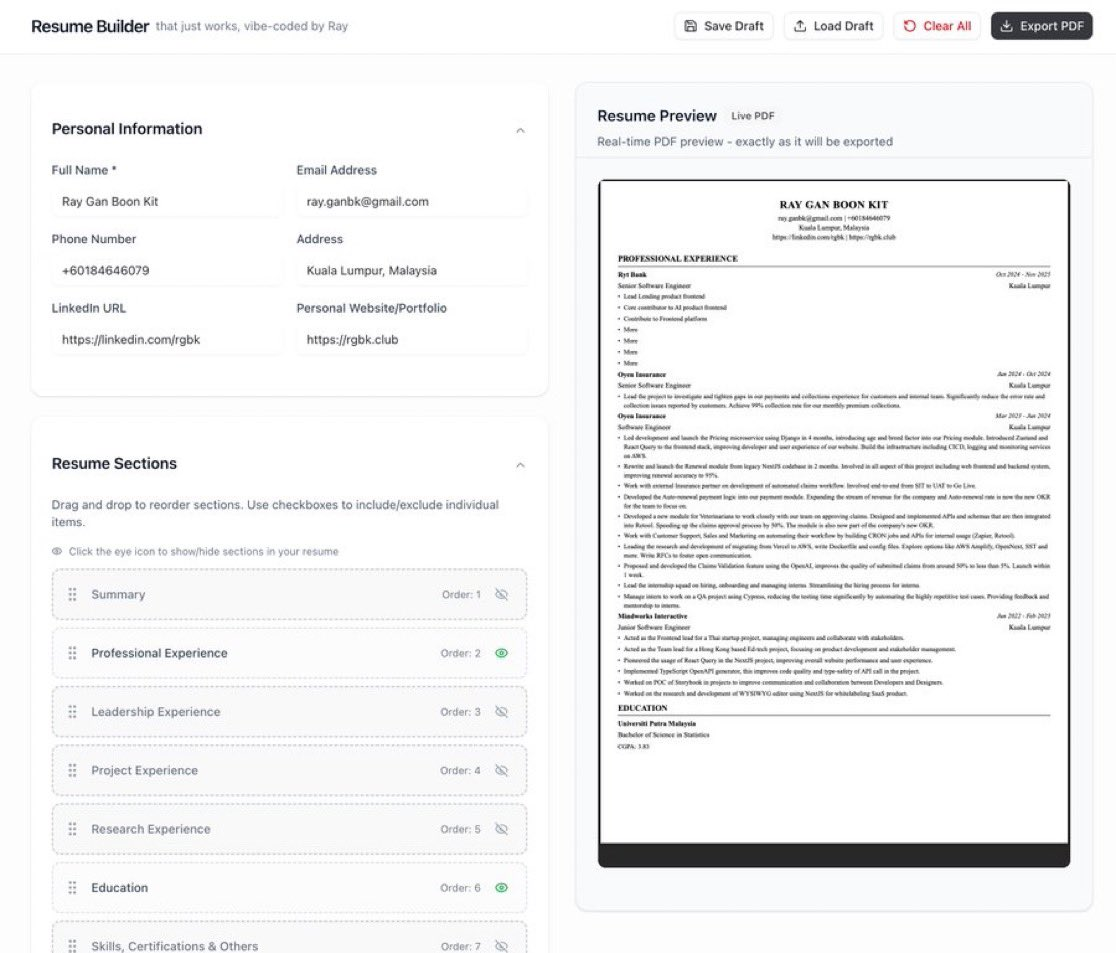 Resume Builder that just works, vibe-coded by Ray
Save Draft
Load Draft
Clear All
Export PDF
Personal Information
Full Name *
Email Address
Ray Gan Boon Kit
ray.ganbk@gmail.com
Phone Number
Address
+60184646079
Kuala Lumpur, Malaysia
LinkedIn URL
Personal Website/Portfolio
https://linkedin.com/rgbk
https://rgbk.club
Resume Sections
Drag and drop to reorder sections. Use checkboxes to include/exclude individual
items.
Click the eye icon to show/hide sections in your resume
Summary
Order: 1
Professional Experience
Order: 2
Leadership Experience
Order: 3
Project Experience
Order: 4
Research Experience
Order: 5
Education
Order: 6
Skills, Certifications & Others
Order: 7
Resume Preview
Live PDF
Real-time PDF preview - exactly as it will be exported
RAY GAN BOON KIT
ray.ganbk@gmail.com | +60184646079
Kuala Lumpur, Malaysia
https://linkedin.com/rgbk | https://rgbk.club
PROFESSIONAL EXPERIENCE
Ryt Bank
Oct 2024 - Nov 2025
Senior Software Engineer
Kuala Lumpur
• Lead Lending product frontend
• Core contributor to AI product frontend
• Contribute to Frontend platform
• More
• More
• More
• More
Oyen Insurance
Jan 2024 - Oct 2024
Senior Software Engineer
Kuala Lumpur
• Lead the project to investigate and tighten gaps in our payments and collections experience for customers and internal team. Significantly reduce the error rate and
collection issues reported by customers. Achieve 99% collection rate for our monthly premium collections.
Oyen Insurance
Mar 2023 - Jan 2024
Software Engineer
Kuala Lumpur
• Led development and launch the Pricing microservice using Django in 4 months, introducing age and breed factor into our Pricing module. Introduced Zustand and
React Query to the frontend stack, improving developer and user experience of our website. Build the infrastructure including CICD, logging and monitoring services
on AWS.
• Rewrite and launch the Renewal module from legacy NextJS codebase in 2 months. Involved in all aspect of this project including web frontend and backend system,
improving renewal accuracy to 95%.
• Work with external Insurance partner on development of automated claims workflow. Involved end-to-end from SIT to UAT to Go Live.
• Developed the Auto-renewal payment logic into our payment module. Expanding the stream of revenue for the company and Auto-renewal rate is now the new OKR
for the team to focus on.
• Developed a new module for Veterinarians to work closely with our team on approving claims. Designed and implemented APIs and schemas that are then integrated
into Retool. Speeding up the claims approval process by 50%. The module is also now part of the company's new OKR.
• Work with Customer Support, Sales and Marketing on automating their workflow by building CRON jobs and APIs for internal usage (Zapier, Retool).
• Leading the research and development of migrating from Vercel to AWS, write Dockerfile and config files. Explore options like AWS Amplify, OpenNext, SST and
more. Write RFCs to foster open communication.
• Proposed and developed the Claims Validation feature using the OpenAI, improves the quality of submitted claims from around 50% to less than 5%. Launch within
1 week.
• Lead the internship squad on hiring, onboarding and managing interns. Streamlining the hiring process for interns.
• Manage intern to work on a QA project using Cypress, reducing the testing time significantly by automating the highly repetitive test cases. Providing feedback and
mentorship to interns.
Mindworks Interactive
Jun 2022 - Feb 2023
Junior Software Engineer
Kuala Lumpur
• Acted as the Frontend lead for a Thai startup project, managing engineers and collaborate with stakeholders.
• Acted as the Team lead for a Hong Kong based Ed-tech project, focusing on product development and stakeholder management.
• Pioneered the usage of React Query in the NextJS project, improving overall website performance and user experience.
• Implemented TypeScript OpenAPI generator, this improves code quality and type-safety of API call in the project.
• Worked on POC of Storybook in projects to improve communication and collaboration between Developers and Designers.
• Worked on the research and development of WYSIWYG editor using NextJS for whitelabeling SaaS product.
EDUCATION
Universiti Putra Malaysia
Bachelor of Science in Statistics
CGPA: 3.83